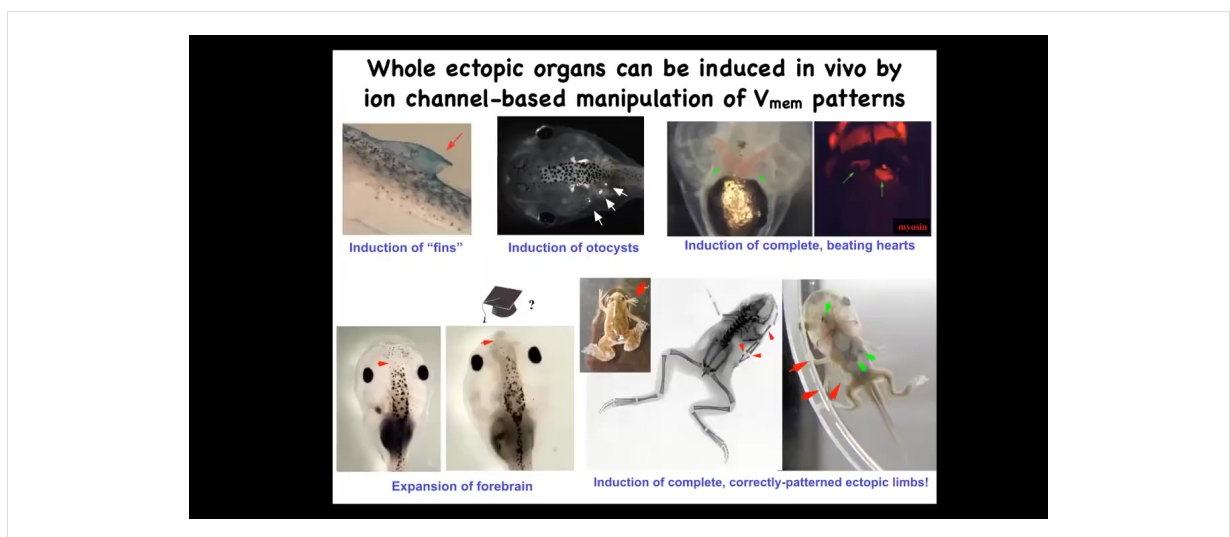 Whole ectopic organs can be induced in vivo by
ion channel-based manipulation of Vmem patterns
Induction of “fins”
Induction of otocysts
myosin
Induction of complete, beating hearts
?
Expansion of forebrain
Induction of complete, correctly-patterned ectopic limbs!